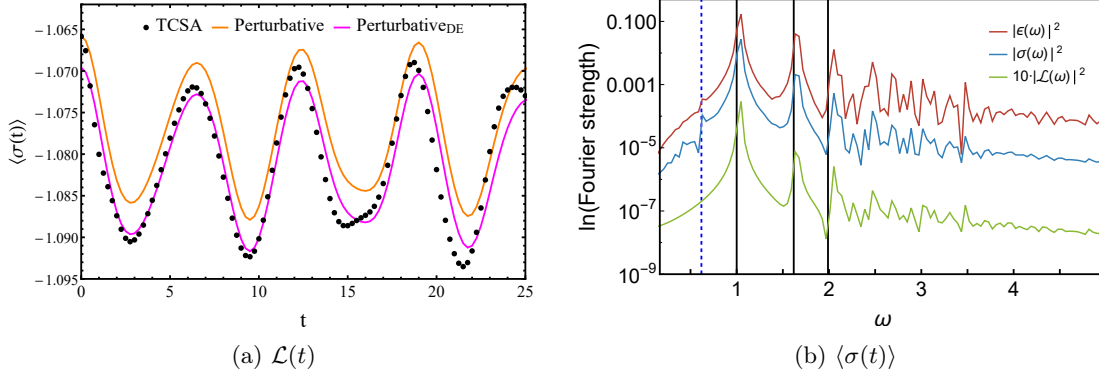 ● TCSA — Perturbative — Perturbative_DE
⟨σ(t)⟩
−1.065
−1.070
−1.075
−1.080
−1.085
−1.090
−1.095
0 5 10 15 20 25
t
(a) ℒ(t)
|ϵ(ω)|²
|σ(ω)|²
10·|ℒ(ω)|²
ln(Fourier strength)
0.100
0.001
10⁻⁵
10⁻⁷
10⁻⁹
1 2 3 4
ω
(b) ⟨σ(t)⟩